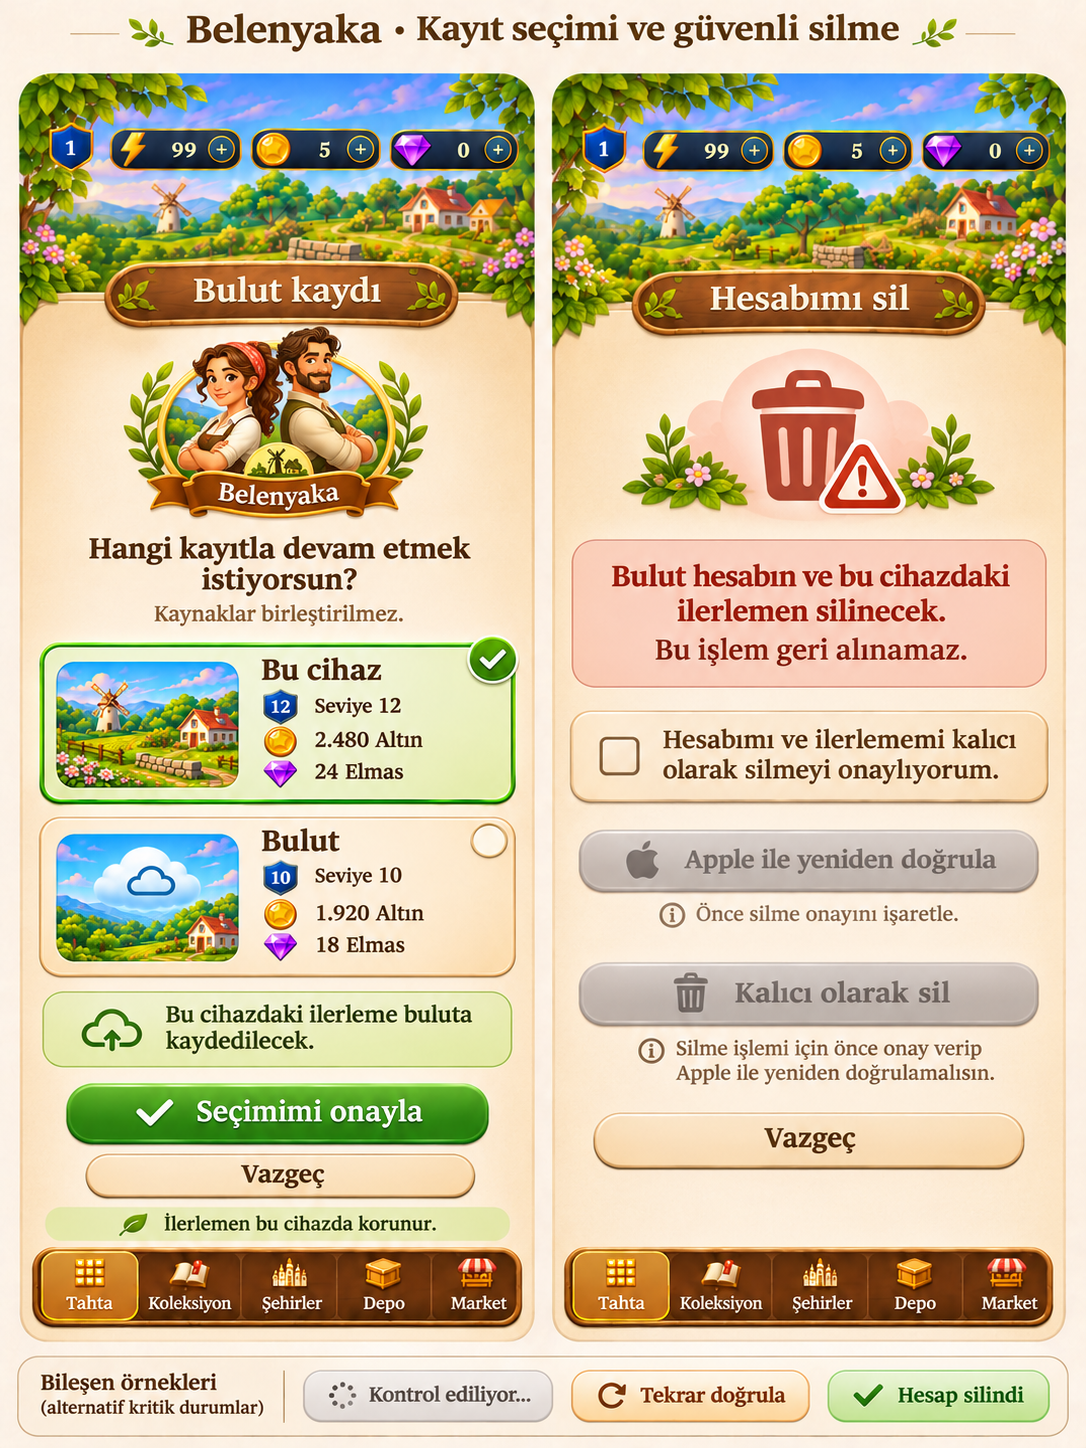 Belenyaka • Kayıt seçimi ve güvenli silme
1
99 +
5 +
0 +
Bulut kaydı
Belenyaka
Hangi kayıtla devam etmek
istiyorsun?
Kaynaklar birleştirilmez.
Bu cihaz
12 Seviye 12
2.480 Altın
24 Elmas
Bulut
10 Seviye 10
1.920 Altın
18 Elmas
Bu cihazdaki ilerleme buluta
kaydedilecek.
Seçimimi onayla
Vazgeç
İlerlemen bu cihazda korunur.
Tahta
Koleksiyon
Şehirler
Depo
Market
1
99 +
5 +
0 +
Hesabımı sil
Bulut hesabın ve bu cihazdaki
ilerlemen silinecek.
Bu işlem geri alınamaz.
Hesabımı ve ilerlememi kalıcı
olarak silmeyi onaylıyorum.
Apple ile yeniden doğrula
Önce silme onayını işaretle.
Kalıcı olarak sil
Silme işlemi için önce onay verip
Apple ile yeniden doğrulamalısın.
Vazgeç
Tahta
Koleksiyon
Şehirler
Depo
Market
Bileşen örnekleri
(alternatif kritik durumlar)
Kontrol ediliyor...
Tekrar doğrula
Hesap silindi